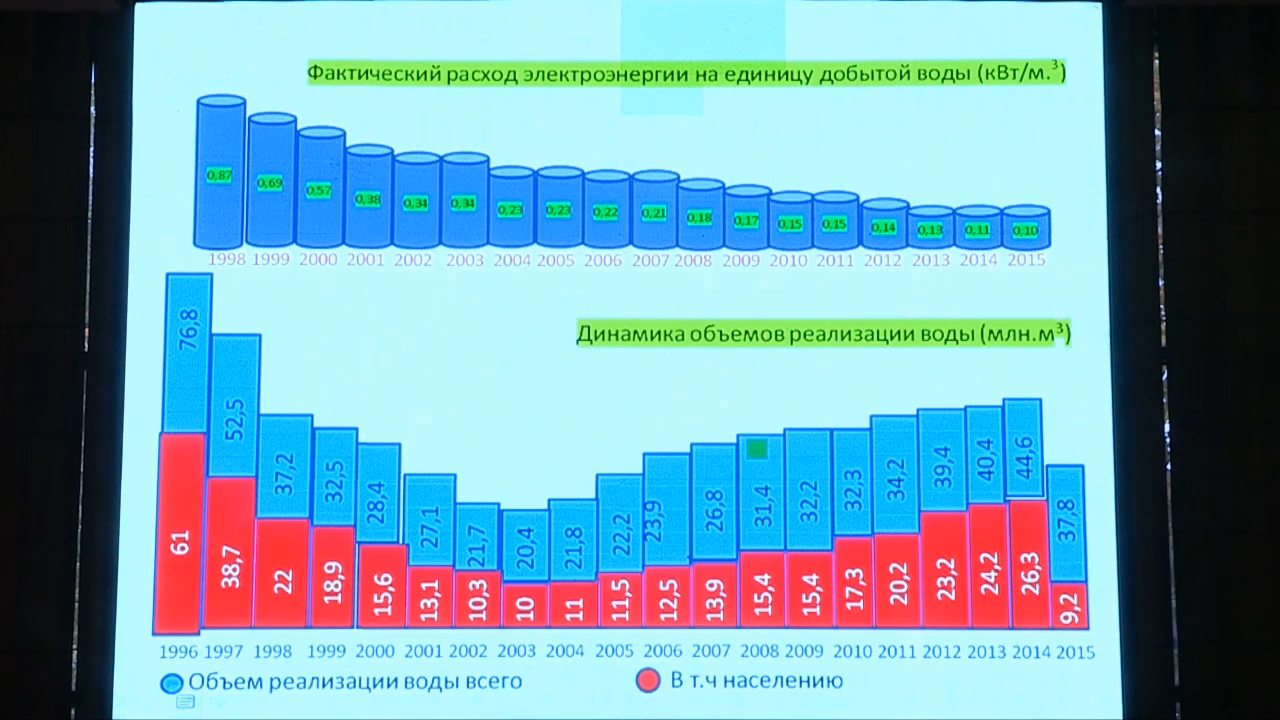 Фактический расход электроэнергии на единицу добытой воды (кВт/м.³)
0,87 0,69 0,57 0,38 0,34 0,34 0,23 0,23 0,22 0,21 0,18 0,17 0,15 0,15 0,14 0,13 0,11 0,10
1998 1999 2000 2001 2002 2003 2004 2005 2006 2007 2008 2009 2010 2011 2012 2013 2014 2015
Динамика объемов реализации воды (млн.м³)
76,8 52,5 37,2 32,5 28,4 27,1 21,7 20,4 21,8 22,2 23,9 26,8 31,4 32,2 32,3 34,2 39,4 40,4 44,6 37,8
61 38,7 22 18,9 15,6 13,1 10,3 10 11 11,5 12,5 13,9 15,4 15,4 17,3 20,2 23,2 24,2 26,3 9,2
1996 1997 1998 1999 2000 2001 2002 2003 2004 2005 2006 2007 2008 2009 2010 2011 2012 2013 2014 2015
Объем реализации воды всего
В т.ч населению